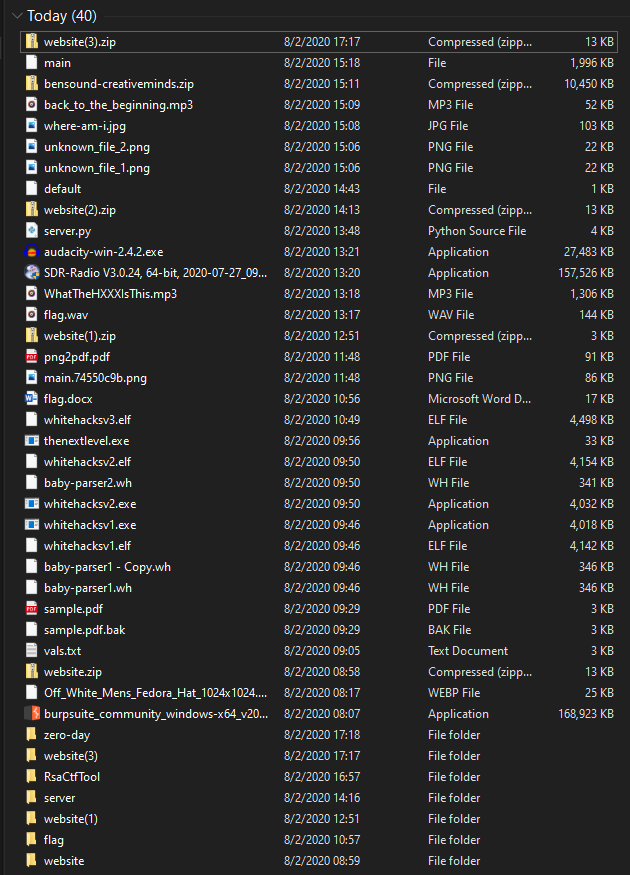 Today (40)
website(3).zip 8/2/2020 17:17 Compressed (zipp... 13 KB
main 8/2/2020 15:18 File 1,996 KB
bensound-creativeminds.zip 8/2/2020 15:11 Compressed (zipp... 10,450 KB
back_to_the_beginning.mp3 8/2/2020 15:09 MP3 File 52 KB
where-am-i.jpg 8/2/2020 15:08 JPG File 103 KB
unknown_file_2.png 8/2/2020 15:06 PNG File 22 KB
unknown_file_1.png 8/2/2020 15:06 PNG File 22 KB
default 8/2/2020 14:43 File 1 KB
website(2).zip 8/2/2020 14:13 Compressed (zipp... 13 KB
server.py 8/2/2020 13:48 Python Source File 4 KB
audacity-win-2.4.2.exe 8/2/2020 13:21 Application 27,483 KB
SDR-Radio V3.0.24, 64-bit, 2020-07-27_09... 8/2/2020 13:20 Application 157,526 KB
WhatTheHXXXIsThis.mp3 8/2/2020 13:18 MP3 File 1,306 KB
flag.wav 8/2/2020 13:17 WAV File 144 KB
website(1).zip 8/2/2020 12:51 Compressed (zipp... 3 KB
png2pdf.pdf 8/2/2020 11:48 PDF File 91 KB
main.74550c9b.png 8/2/2020 11:48 PNG File 86 KB
flag.docx 8/2/2020 10:56 Microsoft Word D... 17 KB
whitehacksv3.elf 8/2/2020 10:49 ELF File 4,498 KB
thenextlevel.exe 8/2/2020 09:56 Application 33 KB
whitehacksv2.elf 8/2/2020 09:50 ELF File 4,154 KB
baby-parser2.wh 8/2/2020 09:50 WH File 341 KB
whitehacksv2.exe 8/2/2020 09:50 Application 4,032 KB
whitehacksv1.exe 8/2/2020 09:46 Application 4,018 KB
whitehacksv1.elf 8/2/2020 09:46 ELF File 4,142 KB
baby-parser1 - Copy.wh 8/2/2020 09:46 WH File 346 KB
baby-parser1.wh 8/2/2020 09:46 WH File 346 KB
sample.pdf 8/2/2020 09:29 PDF File 3 KB
sample.pdf.bak 8/2/2020 09:29 BAK File 3 KB
vals.txt 8/2/2020 09:05 Text Document 3 KB
website.zip 8/2/2020 08:58 Compressed (zipp... 13 KB
Off_White_Mens_Fedora_Hat_1024x1024.... 8/2/2020 08:17 WEBP File 25 KB
burpsuite_community_windows-x64_v20... 8/2/2020 08:07 Application 168,923 KB
zero-day 8/2/2020 17:18 File folder
website(3) 8/2/2020 17:17 File folder
RsaCtfTool 8/2/2020 16:57 File folder
server 8/2/2020 14:16 File folder
website(1) 8/2/2020 12:51 File folder
flag 8/2/2020 10:57 File folder
website 8/2/2020 08:59 File folder